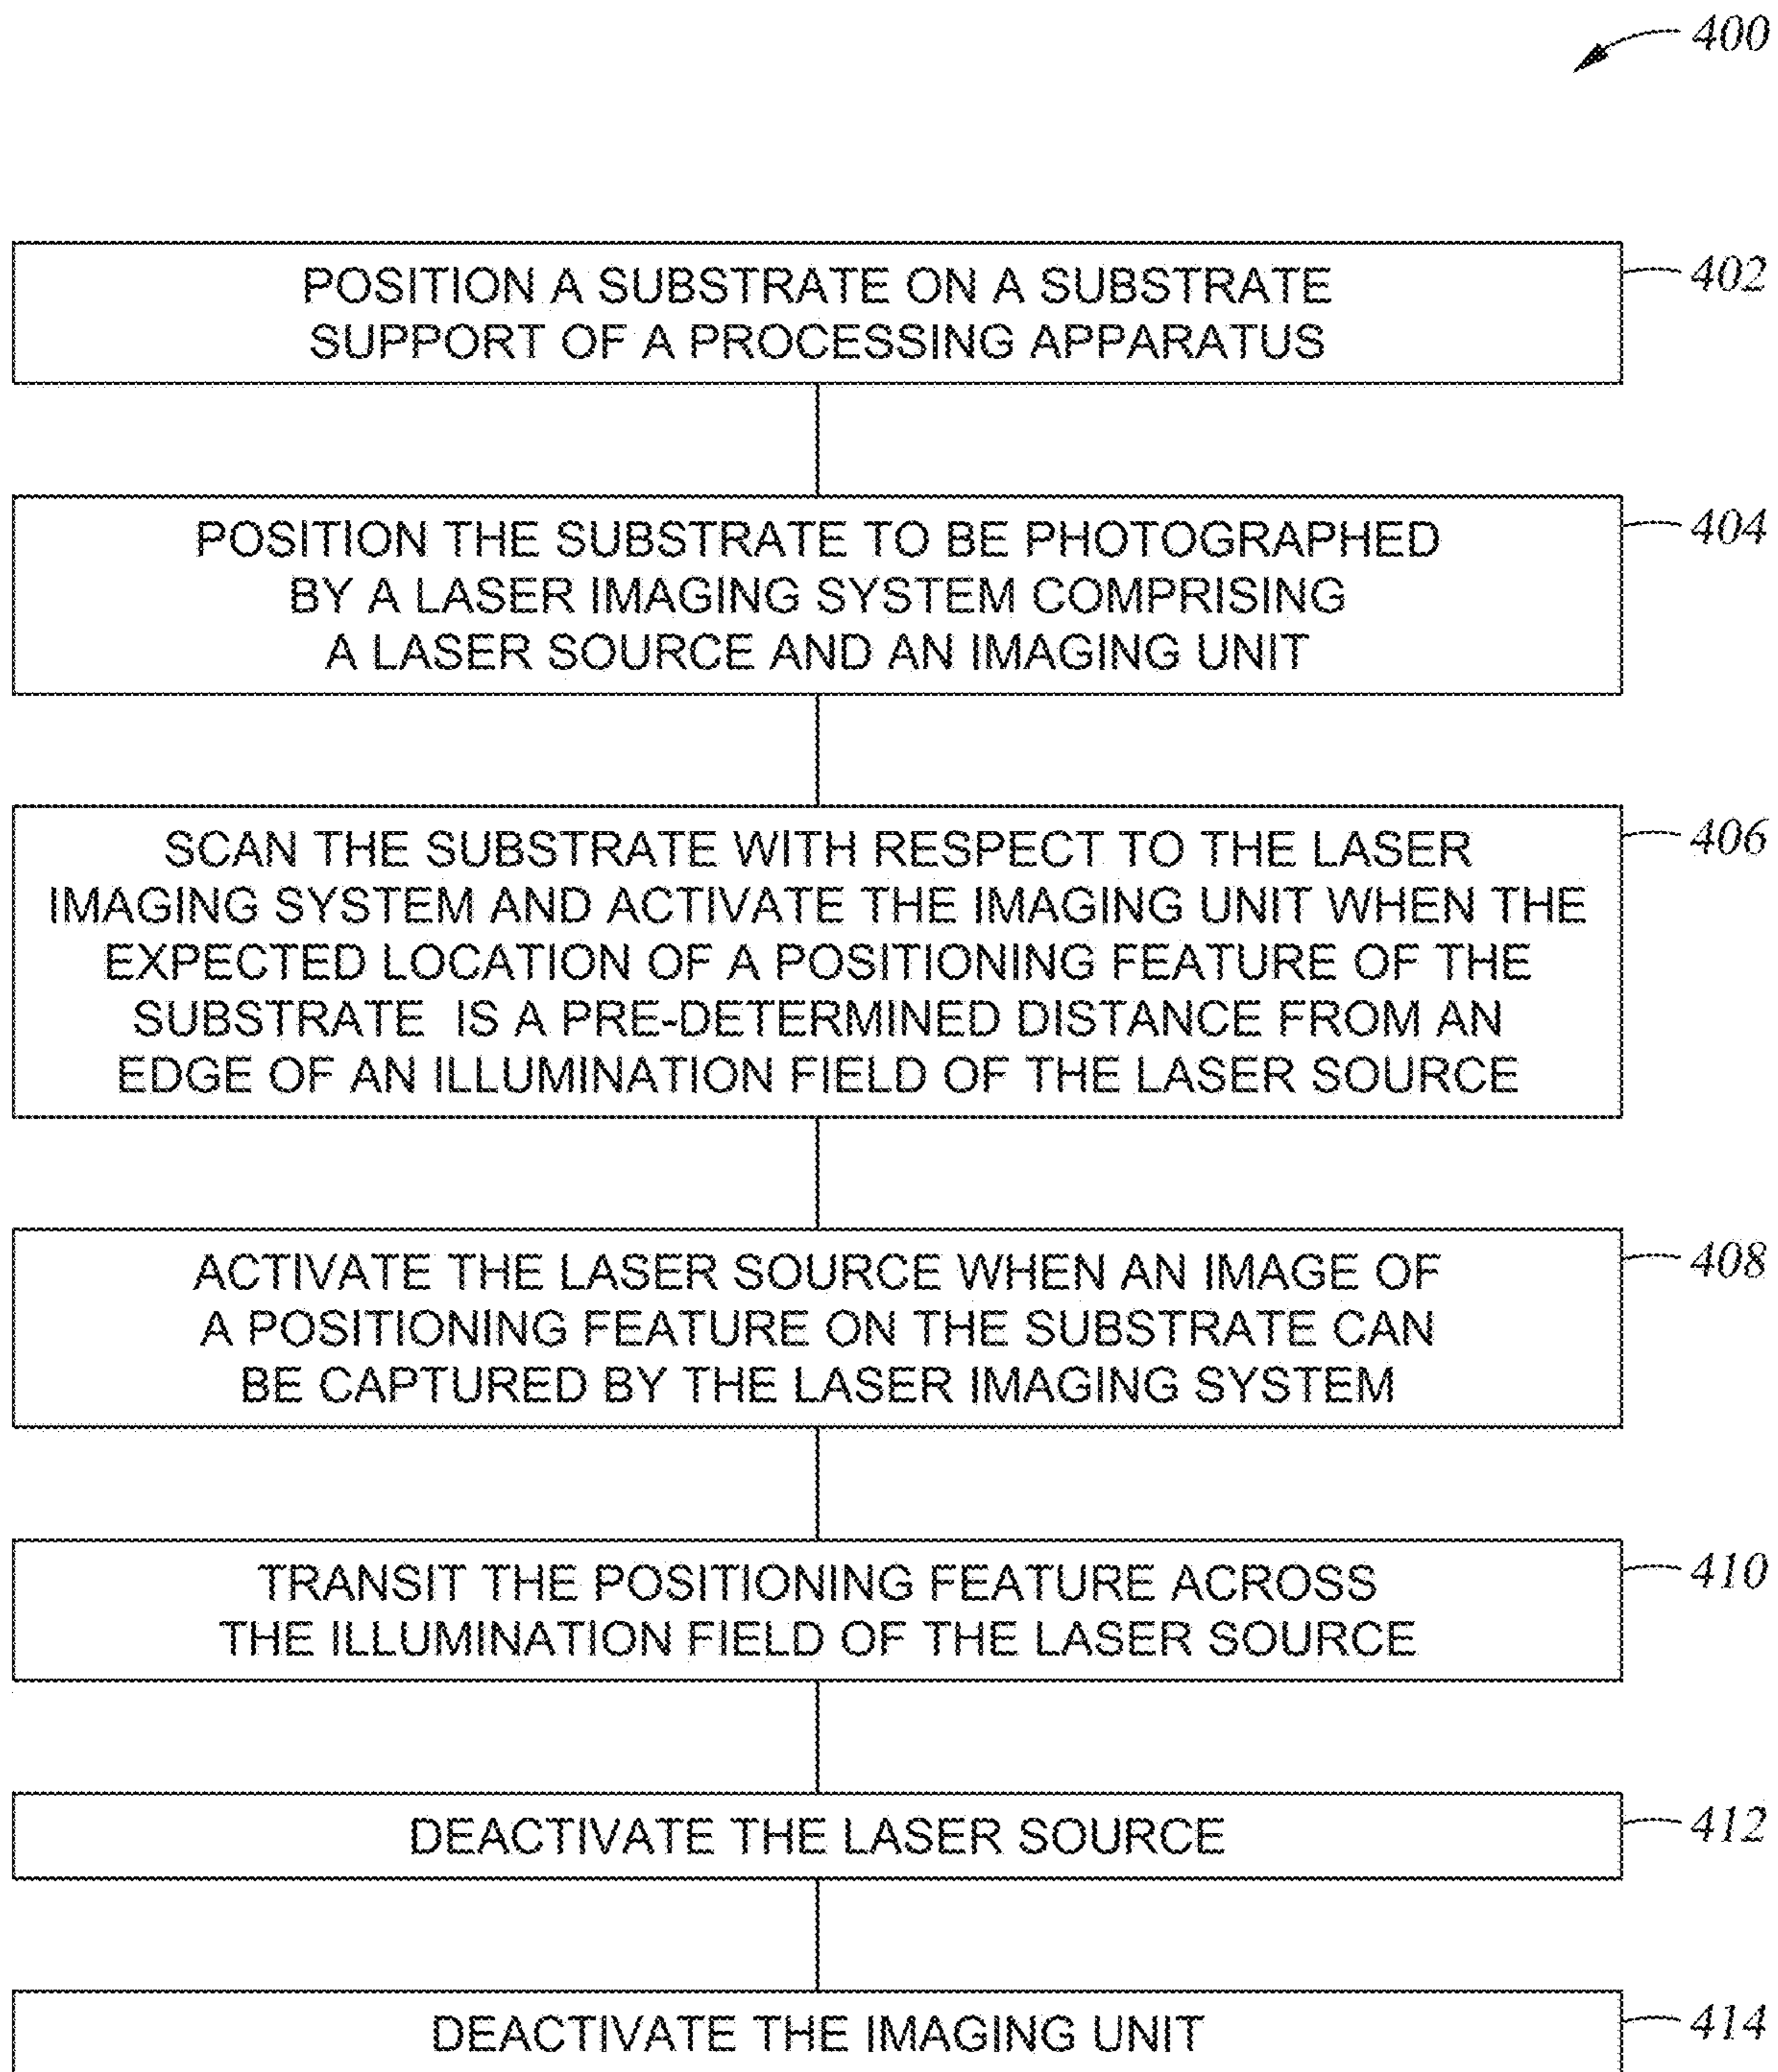 400
POSITION A SUBSTRATE ON A SUBSTRATE
SUPPORT OF A PROCESSING APPARATUS
402
POSITION THE SUBSTRATE TO BE PHOTOGRAPHED
BY A LASER IMAGING SYSTEM COMPRISING
A LASER SOURCE AND AN IMAGING UNIT
404
SCAN THE SUBSTRATE WITH RESPECT TO THE LASER
IMAGING SYSTEM AND ACTIVATE THE IMAGING UNIT WHEN THE
EXPECTED LOCATION OF A POSITIONING FEATURE OF THE
SUBSTRATE IS A PRE-DETERMINED DISTANCE FROM AN
EDGE OF AN ILLUMINATION FIELD OF THE LASER SOURCE
406
ACTIVATE THE LASER SOURCE WHEN AN IMAGE OF
A POSITIONING FEATURE ON THE SUBSTRATE CAN
BE CAPTURED BY THE LASER IMAGING SYSTEM
408
TRANSIT THE POSITIONING FEATURE ACROSS
THE ILLUMINATION FIELD OF THE LASER SOURCE
410
DEACTIVATE THE LASER SOURCE
412
DEACTIVATE THE IMAGING UNIT
414